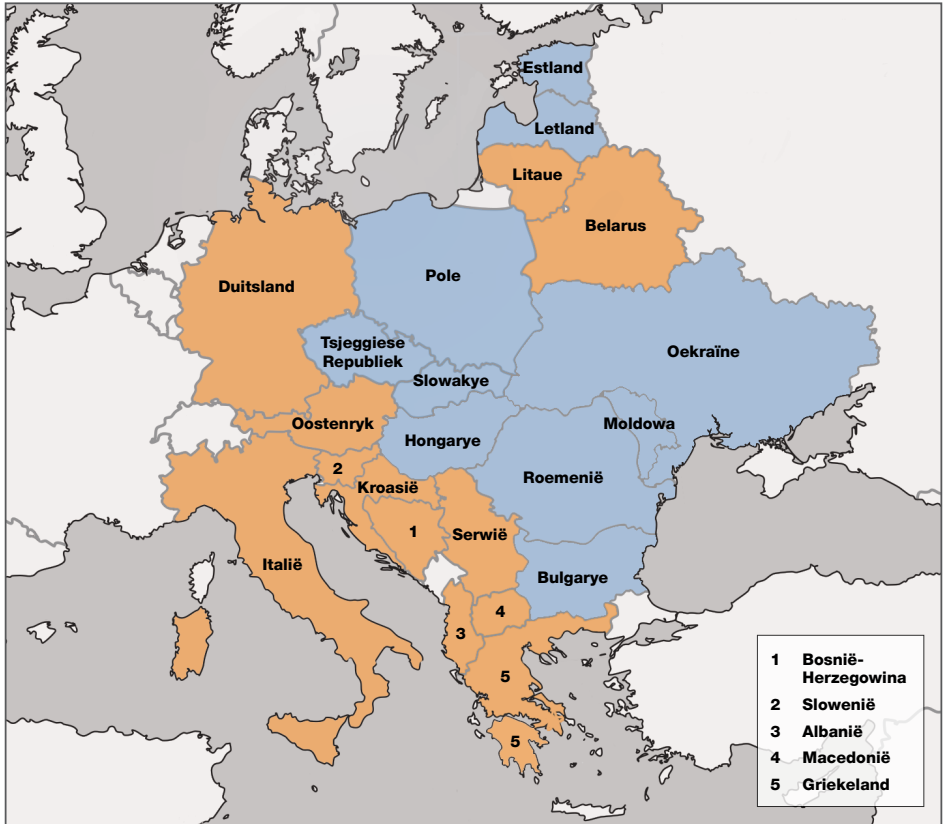 Estland
Letland
Litaue
Belarus
Duitsland
Pole
Tsjeggiese
Republiek
Oekraïne
Slowakye
Oostenryk
Hongarye
Moldowa
2
Kroasië
Roemenië
1
Serwië
Italië
Bulgarye
4
3
5
5
1 Bosnië-
Herzegowina
2 Slowenië
3 Albanië
4 Macedonië
5 Griekeland